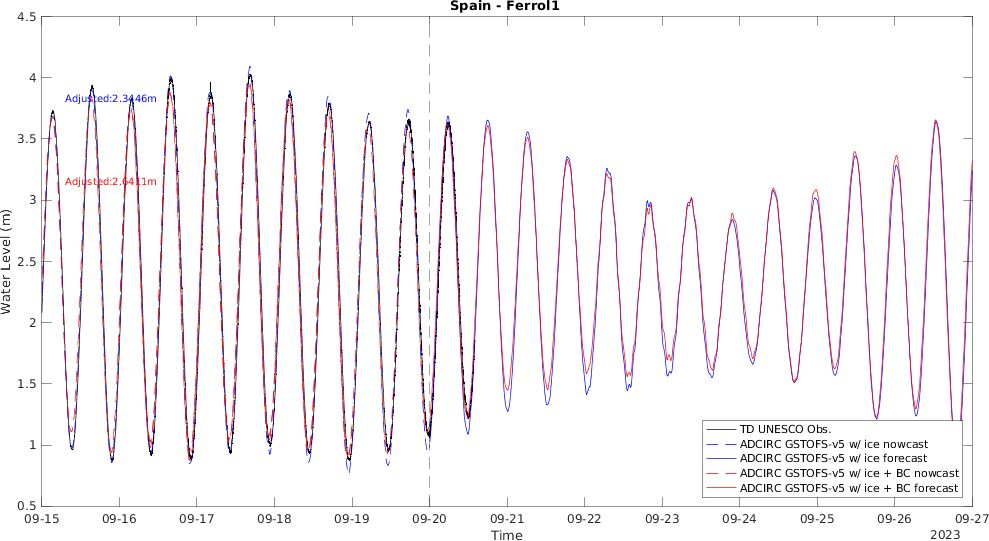 Spain - Ferrol1
4.5
4
3.5
3
2.5
2
1.5
1
0.5
Water Level (m)
Adjusted:2.3446m
Adjusted:2.6411m
TD UNESCO Obs.
ADCIRC GSTOFS-v5 w/ ice nowcast
ADCIRC GSTOFS-v5 w/ ice forecast
ADCIRC GSTOFS-v5 w/ ice + BC nowcast
ADCIRC GSTOFS-v5 w/ ice + BC forecast
09-15 09-16 09-17 09-18 09-19 09-20 09-21 09-22 09-23 09-24 09-25 09-26 09-27
Time
2023